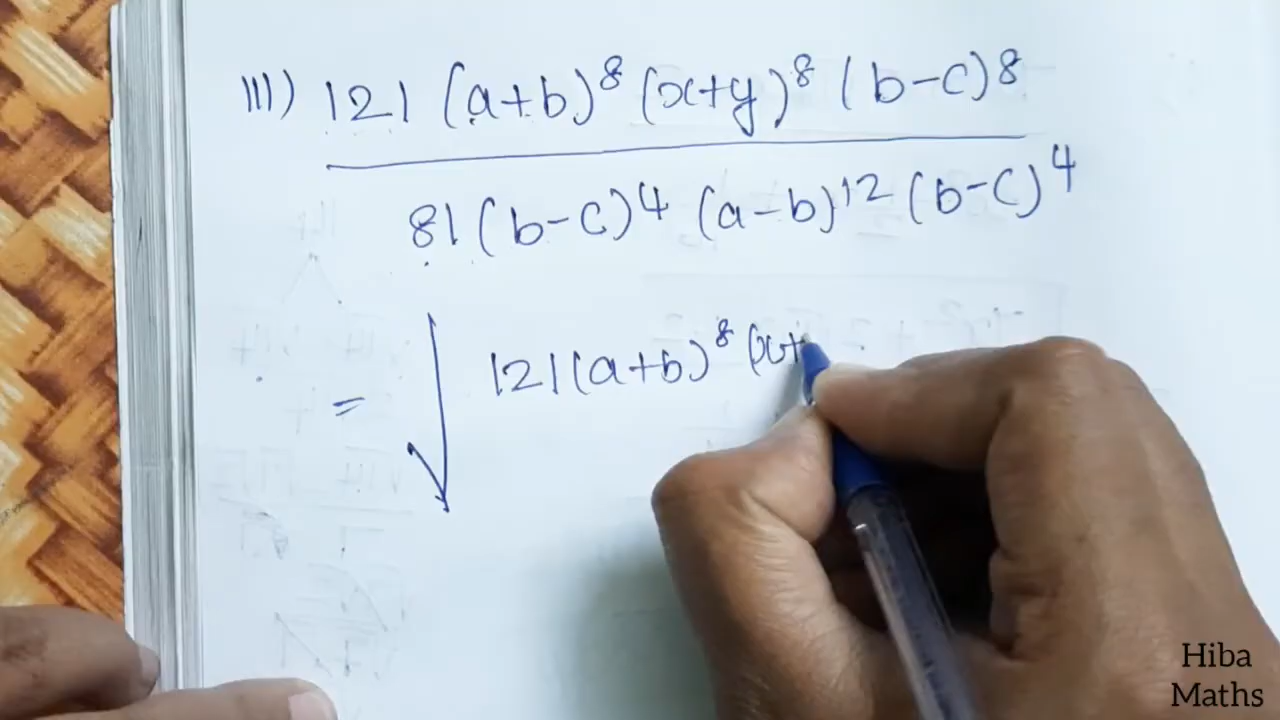 III) 121 (a+b)⁸ (x+y)⁸ (b-c)⁸
81 (b-c)⁴ (a-b)¹² (b-c)⁴
= √ 121 (a+b)⁸ (x+
Hiba
Maths